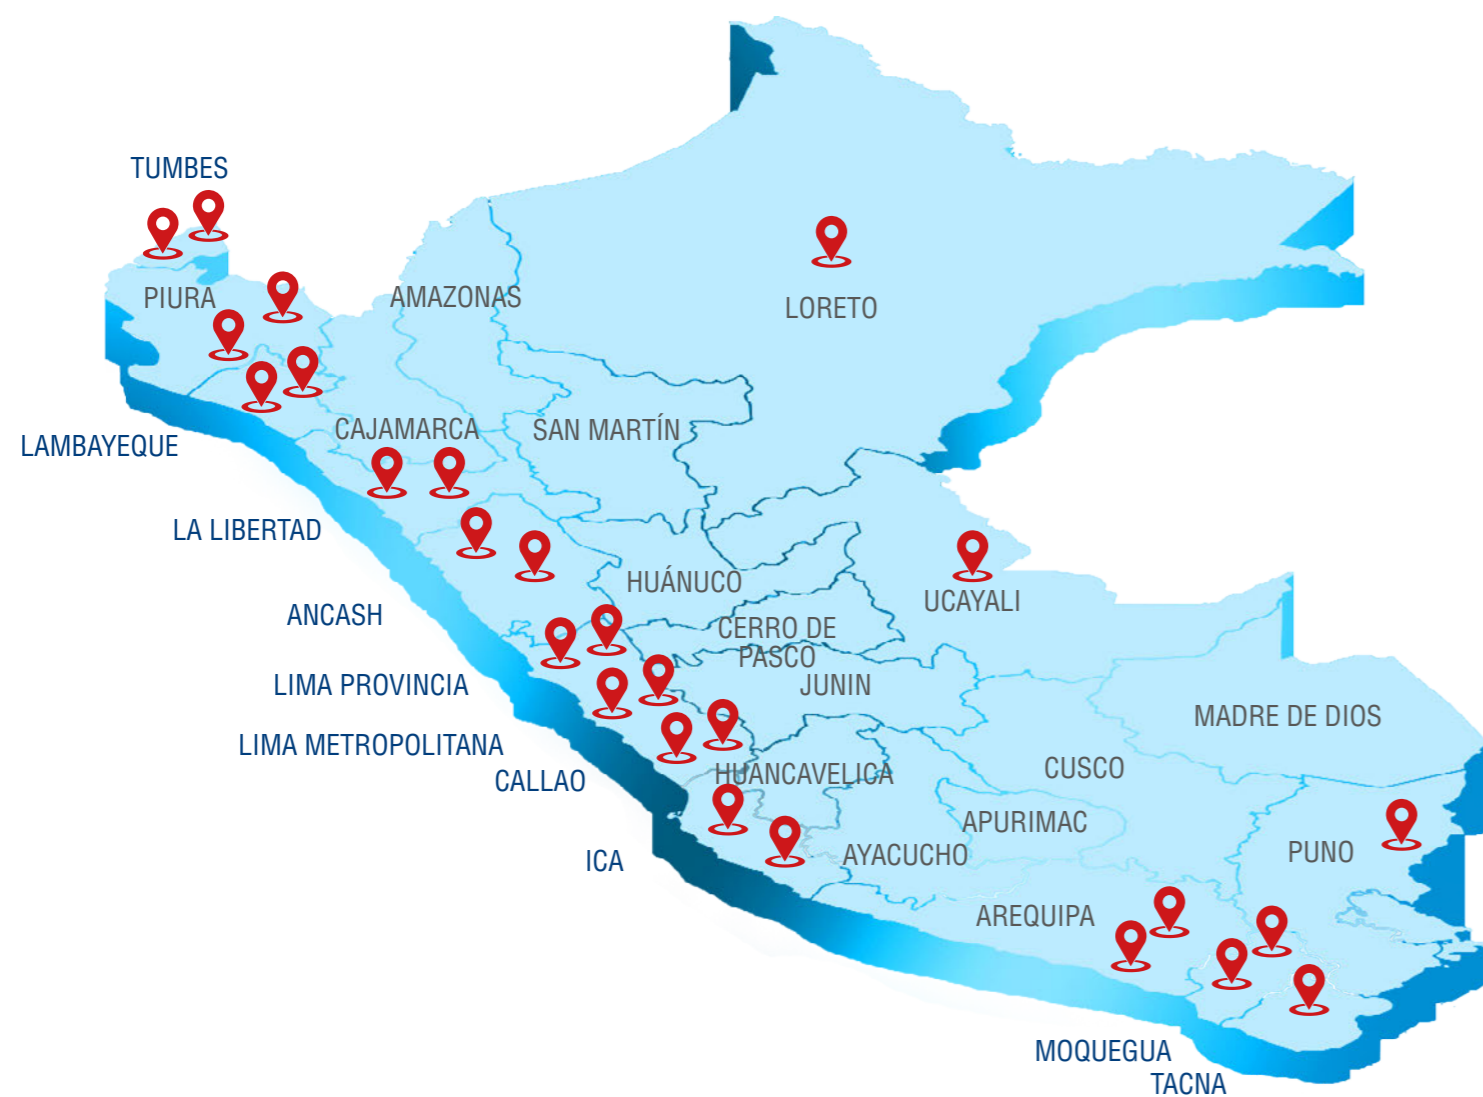 TUMBES
PIURA
AMAZONAS
LORETO
CAJAMARCA
SAN MARTÍN
LAMBAYEQUE
LA LIBERTAD
HUÁNUCO
UCAYALI
ANCASH
CERRO DE
PASCO
JUNIN
LIMA PROVINCIA
MADRE DE DIOS
LIMA METROPOLITANA
CALLAO
HUANCAVELICA
CUSCO
APURIMAC
ICA
AYACUCHO
PUNO
AREQUIPA
MOQUEGUA
TACNA